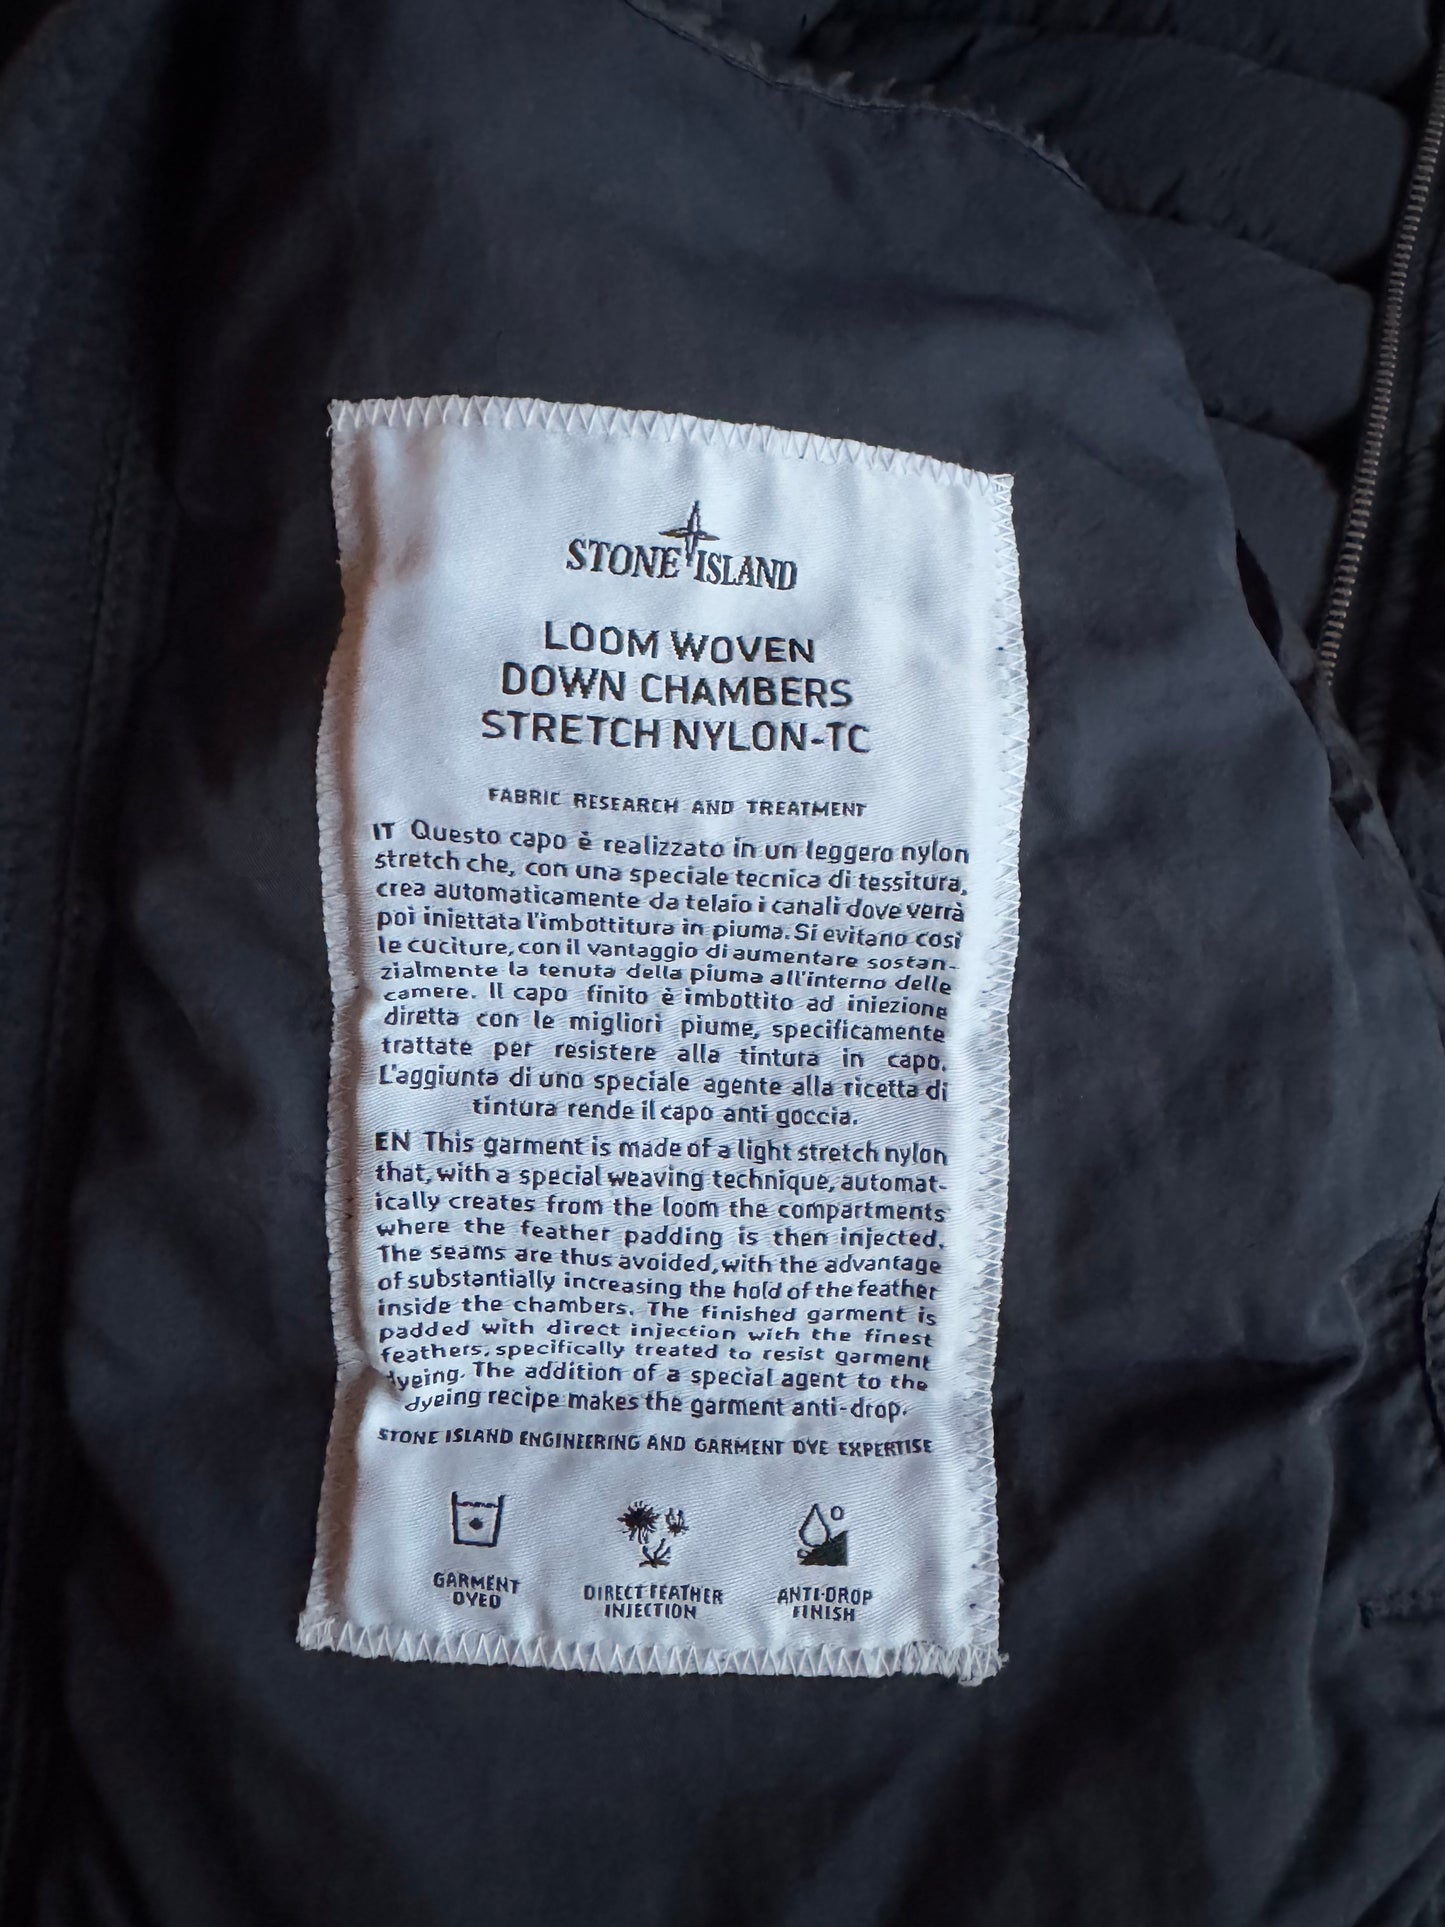 STONE ISLAND
LOOM WOVEN
DOWN CHAMBERS
STRETCH NYLON-TC
FABRIC RESEARCH AND TREATMENT
IT Questo capo è realizzato in un leggero nylon
stretch che, con una speciale tecnica di tessitura,
crea automaticamente da telaio i canali dove verrà
poi iniettata l'imbottitura in piuma. Si evitano così
le cuciture, con il vantaggio di aumentare sostan-
zialmente la tenuta della piuma all'interno delle
camere. Il capo finito è imbottito ad iniezione
diretta con le migliori piume, specificamente
trattate per resistere alla tintura in capo.
L'aggiunta di uno speciale agente alla ricetta di
tintura rende il capo anti goccia.
EN This garment is made of a light stretch nylon
that, with a special weaving technique, automat-
ically creates from the loom the compartments
where the feather padding is then injected.
The seams are thus avoided, with the advantage
of substantially increasing the hold of the feather
inside the chambers. The finished garment is
padded with direct injection with the finest
feathers, specifically treated to resist garment
dyeing. The addition of a special agent to the
dyeing recipe makes the garment anti-drop.
STONE ISLAND ENGINEERING AND GARMENT DYE EXPERTISE
GARMENT
DYED
DIRECT FEATHER
INJECTION
ANTI-DROP
FINISH